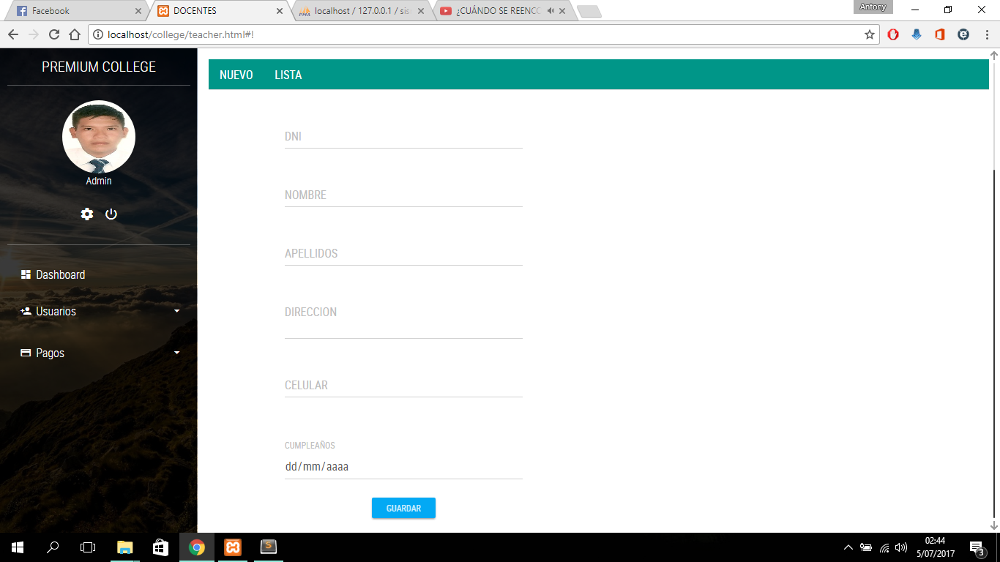 Facebook
DOCENTES
localhost / 127.0.0.1 / sis
¿CUÁNDO SE REENCC
Antony
localhost/college/teacher.html#!
PREMIUM COLLEGE
Admin
Dashboard
Usuarios
Pagos
NUEVO LISTA
DNI
NOMBRE
APELLIDOS
DIRECCION
CELULAR
CUMPLEAÑOS
dd/mm/aaaa
GUARDAR
02:44
5/07/2017
3